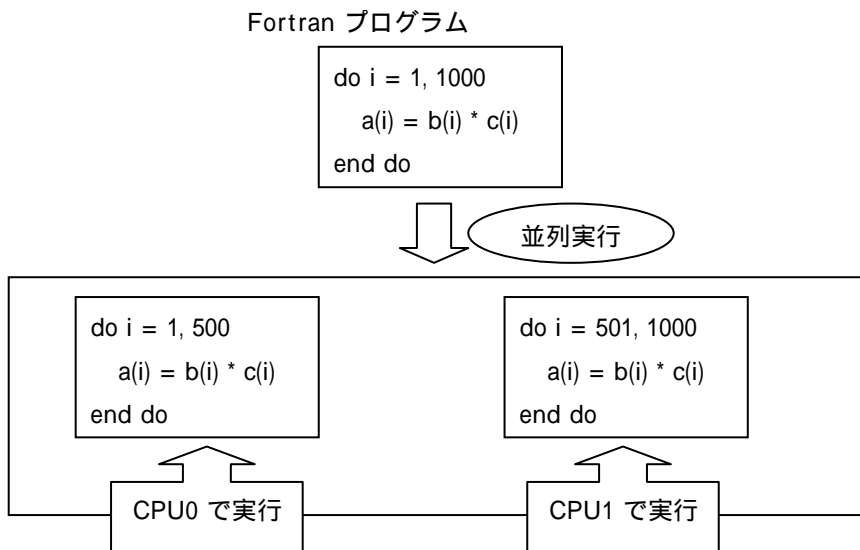 Fortran プログラム
do i = 1, 1000
a(i) = b(i) * c(i)
end do
並列実行
do i = 1, 500
a(i) = b(i) * c(i)
end do
do i = 501, 1000
a(i) = b(i) * c(i)
end do
CPU0 で実行
CPU1 で実行